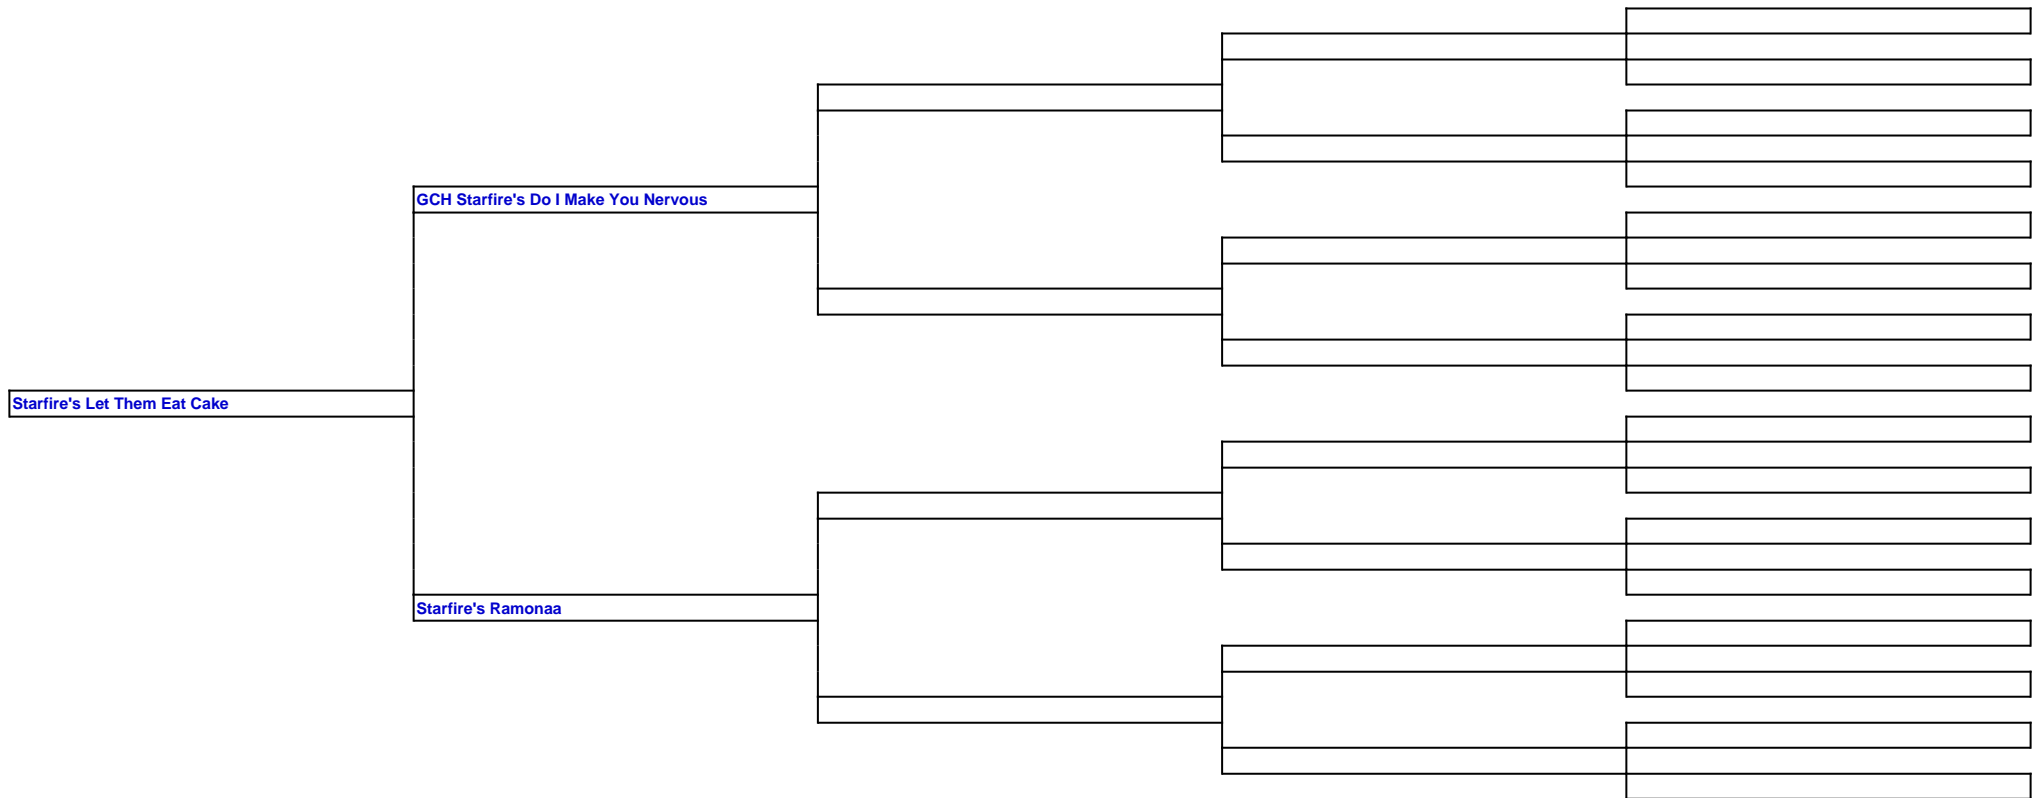 GCH Starfire's Do I Make You Nervous
Starfire's Let Them Eat Cake
Starfire's Ramonaa